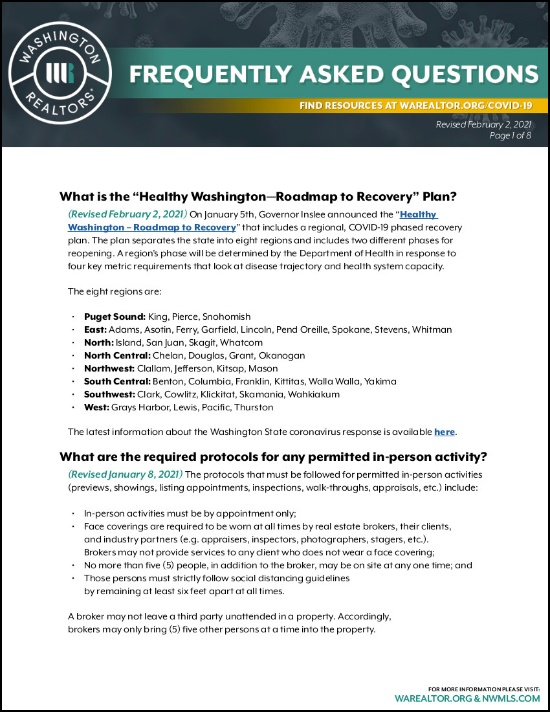 WASHINGTON
REALTORS®
FREQUENTLY ASKED QUESTIONS
FIND RESOURCES AT WAREALTOR.ORG/COVID-19
Revised February 2, 2021
Page 1 of 8
What is the “Healthy Washington—Roadmap to Recovery” Plan?
(Revised February 2, 2021) On January 5th, Governor Inslee announced the “Healthy
Washington – Roadmap to Recovery” that includes a regional, COVID-19 phased recovery
plan. The plan separates the state into eight regions and includes two different phases for
reopening. A region's phase will be determined by the Department of Health in response to
four key metric requirements that look at disease trajectory and health system capacity.
The eight regions are:
• Puget Sound: King, Pierce, Snohomish
• East: Adams, Asotin, Ferry, Garfield, Lincoln, Pend Oreille, Spokane, Stevens, Whitman
• North: Island, San Juan, Skagit, Whatcom
• North Central: Chelan, Douglas, Grant, Okanogan
• Northwest: Clallam, Jefferson, Kitsap, Mason
• South Central: Benton, Columbia, Franklin, Kittitas, Walla Walla, Yakima
• Southwest: Clark, Cowlitz, Klickitat, Skamania, Wahkiakum
• West: Grays Harbor, Lewis, Pacific, Thurston
The latest information about the Washington State coronavirus response is available here.
What are the required protocols for any permitted in-person activity?
(Revised January 8, 2021) The protocols that must be followed for permitted in-person activities
(previews, showings, listing appointments, inspections, walk-throughs, appraisals, etc.) include:
• In-person activities must be by appointment only;
• Face coverings are required to be worn at all times by real estate brokers, their clients,
and industry partners (e.g. appraisers, inspectors, photographers, stagers, etc.).
Brokers may not provide services to any client who does not wear a face covering;
• No more than five (5) people, in addition to the broker, may be on site at any one time; and
• Those persons must strictly follow social distancing guidelines
by remaining at least six feet apart at all times.
A broker may not leave a third party unattended in a property. Accordingly,
brokers may only bring (5) five other persons at a time into the property.
FOR MORE INFORMATION PLEASE VISIT:
WAREALTOR.ORG & NWMLS.COM